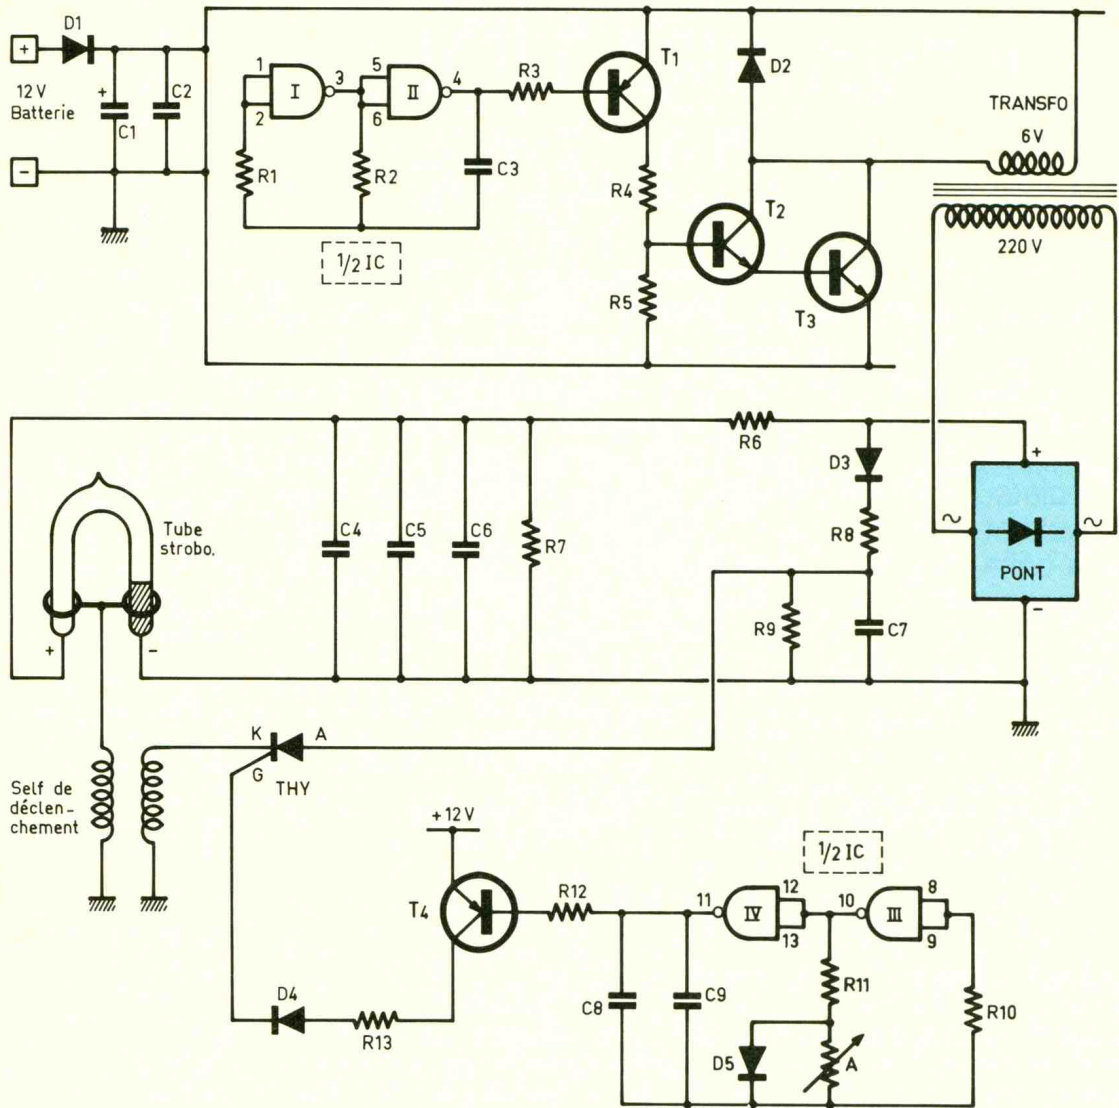 D1
+
12 V
Batterie
-
+
C1
C2
1
2
I
3
5
6
II
4
R1
R2
C3
1/2 IC
R3
T1
R4
R5
D2
T2
T3
TRANSFO
6 V
220 V
R6
D3
R8
R9
C7
+
~
~
PONT
-
Tube
strobo.
+
-
C4
C5
C6
R7
K
A
G
THY
Self de
déclen-
chement
+12 V
T4
R12
11
IV
12
13
10
III
8
9
1/2 IC
C8
C9
R11
R10
D5
A
D4
R13